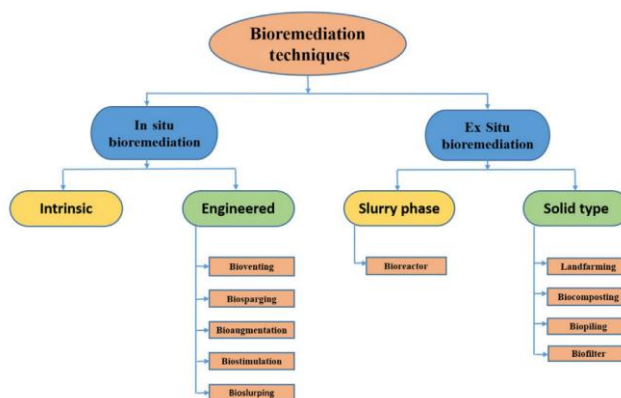 Bioremediation
techniques
In situ
bioremediation
Ex Situ
bioremediation
Intrinsic
Engineered
Slurry phase
Solid type
Bioventing
Biosparging
Bioaugmentation
Biostimulation
Bioslurping
Bioreactor
Landfarming
Biocomposting
Biopiling
Biofilter